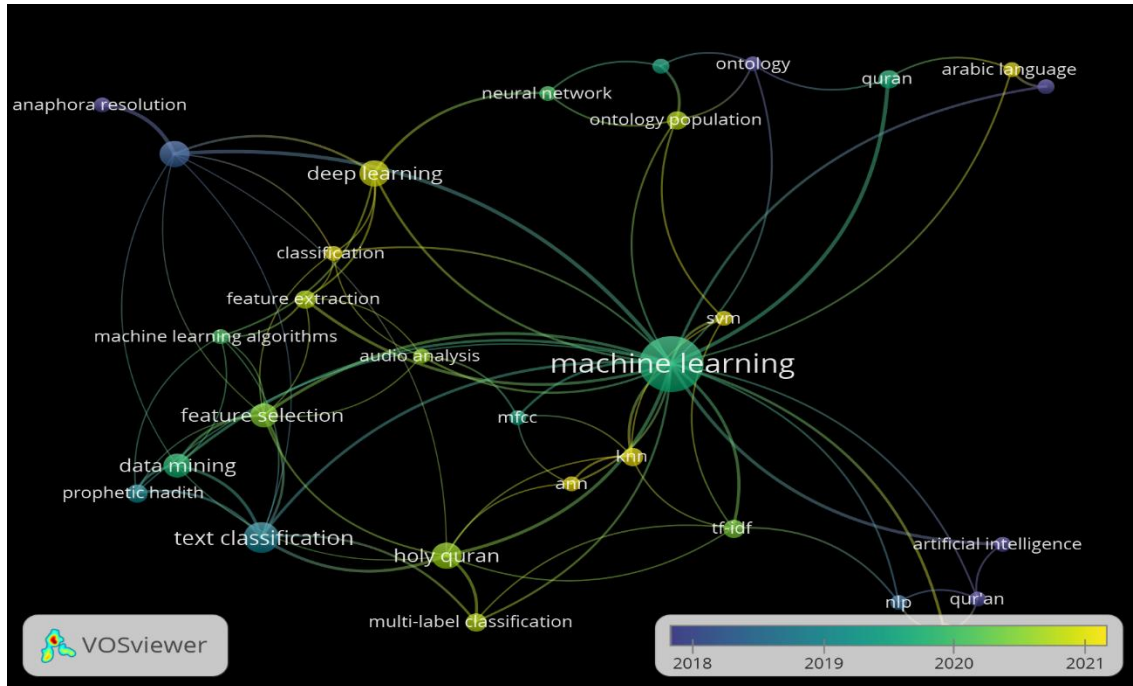 ontology
quran
arabic language
neural network
anaphora resolution
ontology population
deep learning
classification
feature extraction
svm
machine learning algorithms
audio analysis
machine learning
feature selection
mfcc
data mining
knn
prophetic hadith
ann
text classification
tf-idf
holy quran
artificial intelligence
nlp
qur'an
multi-label classification
VOSviewer
2018
2019
2020
2021